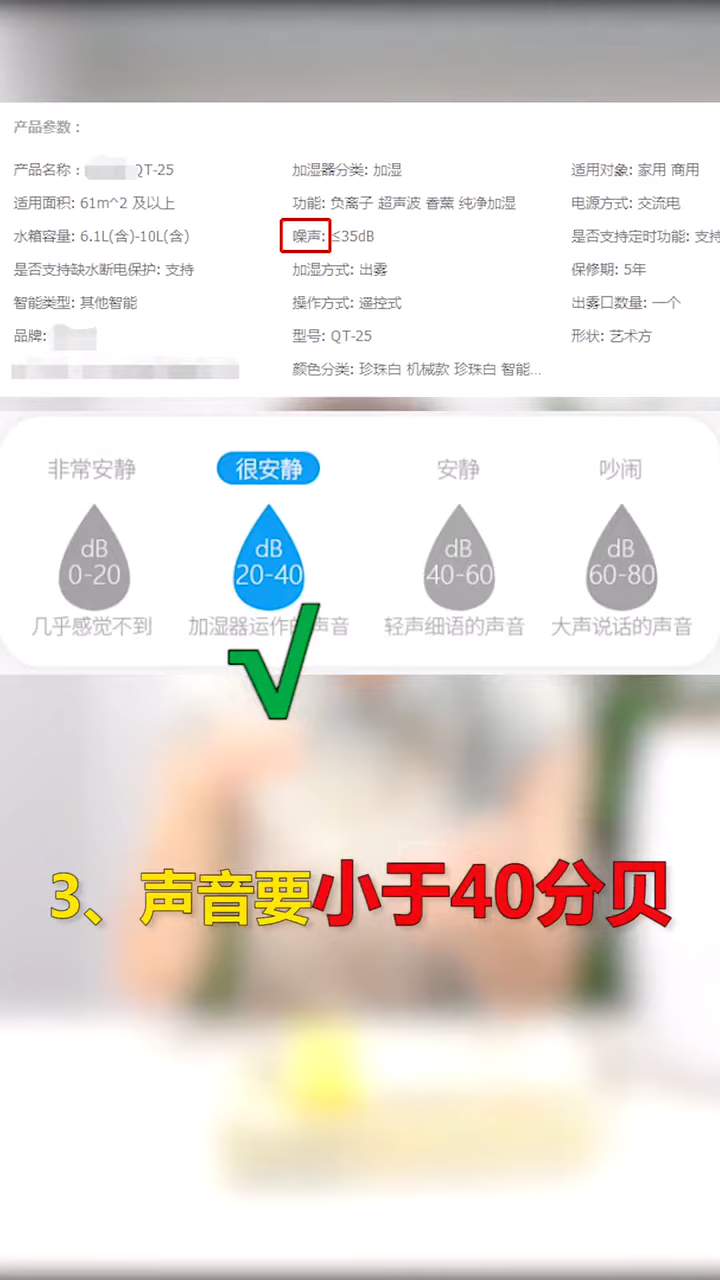 产品参数：
产品名称： QT-25
加湿器分类: 加湿
适用对象: 家用 商用
适用面积: 61m^2 及以上
功能: 负离子 超声波 香薰 纯净加湿
电源方式: 交流电
水箱容量: 6.1L(含)-10L(含)
噪声: ≤35dB
是否支持定时功能: 支持
是否支持缺水断电保护: 支持
加湿方式: 出雾
保修期: 5年
智能类型: 其他智能
操作方式: 遥控式
出雾口数量: 一个
品牌:
型号: QT-25
形状: 艺术方
颜色分类: 珍珠白 机械款 珍珠白 智能...
非常安静
很安静
安静
吵闹
dB
0-20
dB
20-40
dB
40-60
dB
60-80
几乎感觉不到
加湿器运作的声音
轻声细语的声音
大声说话的声音
3、声音要小于40分贝